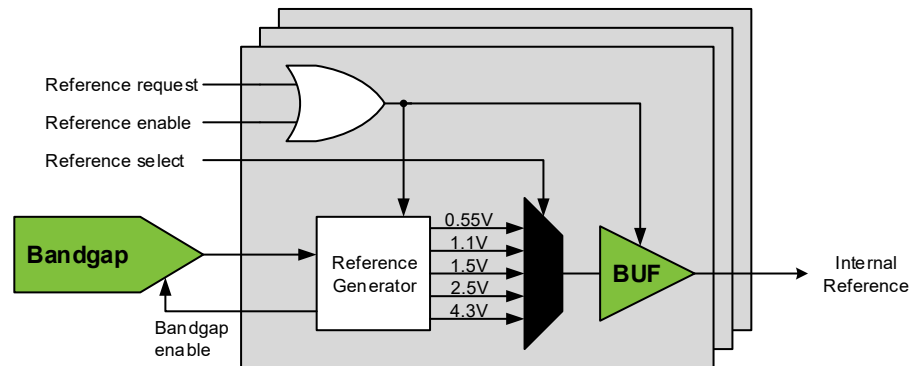 Reference request
Reference enable
Reference select
0.55V
Bandgap
1.1V
Reference
Generator
1.5V
BUF
Internal
Reference
2.5V
4.3V
Bandgap
enable